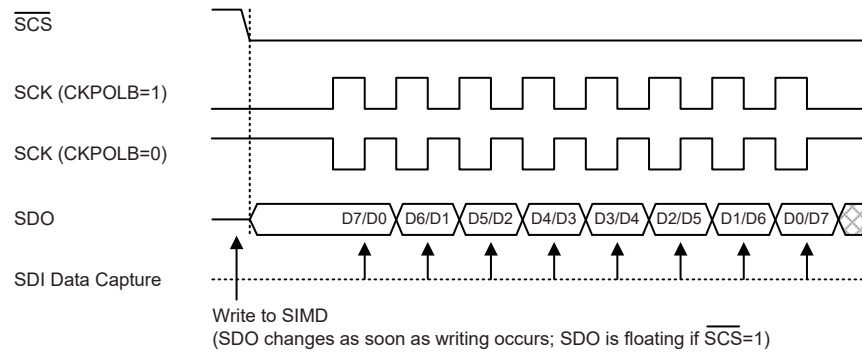 SCS
SCK (CKPOLB=1)
SCK (CKPOLB=0)
SDO D7/D0 D6/D1 D5/D2 D4/D3 D3/D4 D2/D5 D1/D6 D0/D7
SDI Data Capture
Write to SIMD
(SDO changes as soon as writing occurs; SDO is floating if SCS=1)